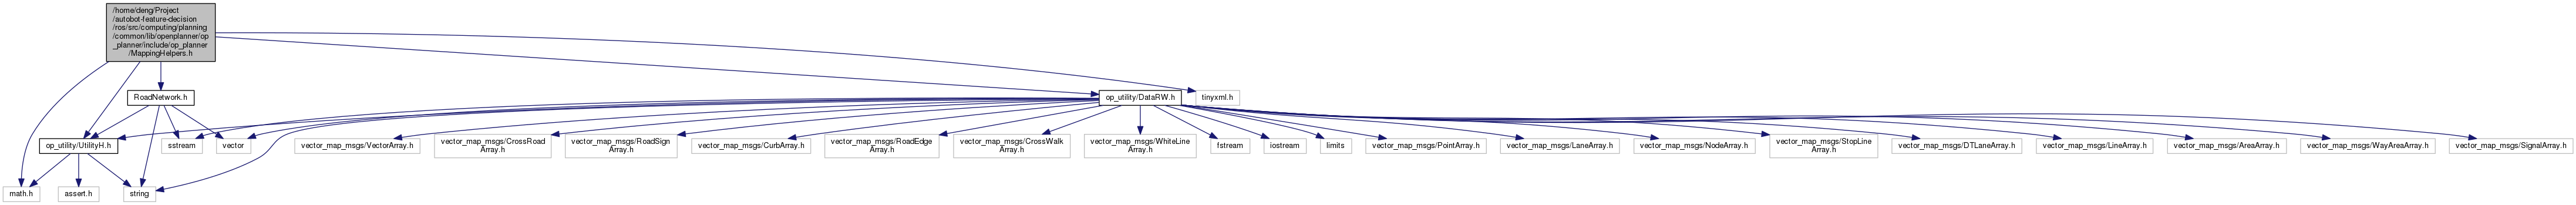 /home/deng/Project
/autobot-feature-decision
/ros/src/computing/planning
/common/lib/openplanner/op
_planner/include/op_planner
/MappingHelpers.h
RoadNetwork.h
op_utility/DataRW.h
tinyxml.h
op_utility/UtilityH.h
sstream
vector
vector_map_msgs/VectorArray.h
vector_map_msgs/CrossRoad
Array.h
vector_map_msgs/RoadSign
Array.h
vector_map_msgs/CurbArray.h
vector_map_msgs/RoadEdge
Array.h
vector_map_msgs/CrossWalk
Array.h
vector_map_msgs/WhiteLine
Array.h
fstream
iostream
limits
vector_map_msgs/PointArray.h
vector_map_msgs/LaneArray.h
vector_map_msgs/NodeArray.h
vector_map_msgs/StopLine
Array.h
vector_map_msgs/DTLaneArray.h
vector_map_msgs/LineArray.h
vector_map_msgs/AreaArray.h
vector_map_msgs/WayAreaArray.h
vector_map_msgs/SignalArray.h
math.h
assert.h
string